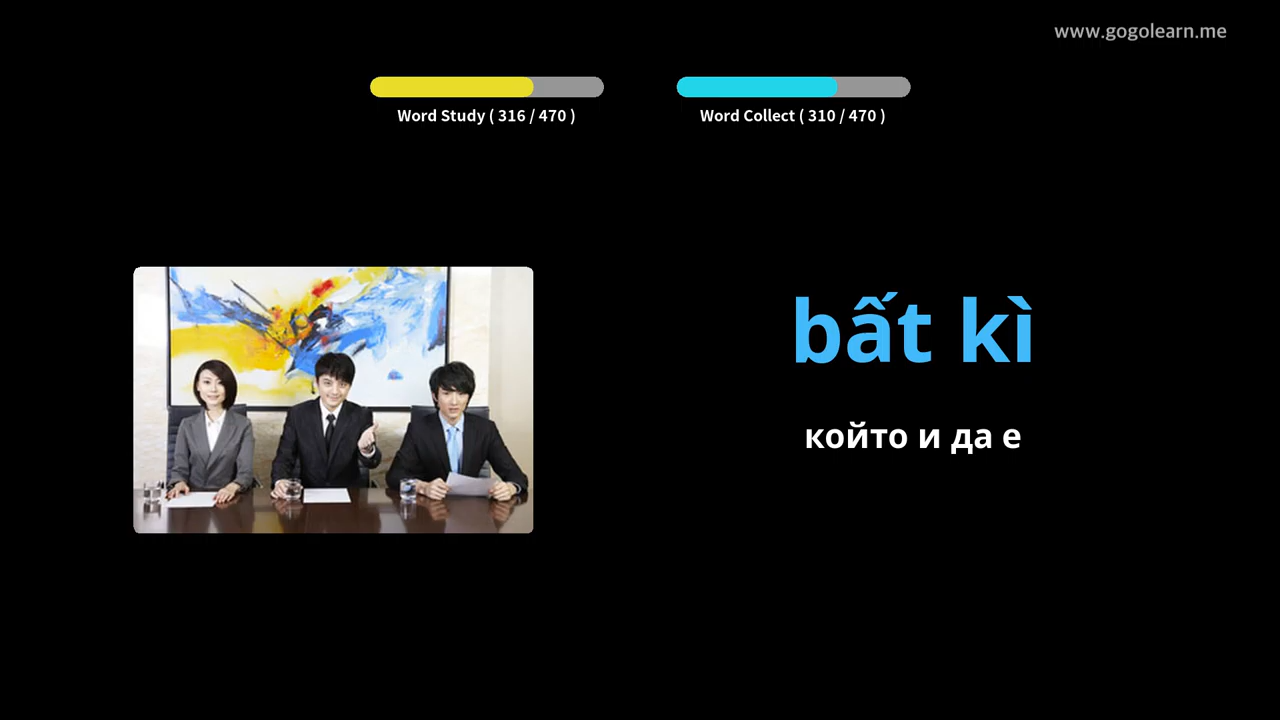 www.gogolearn.me
Word Study ( 316 / 470 )
Word Collect ( 310 / 470 )
bất kì
който и да е